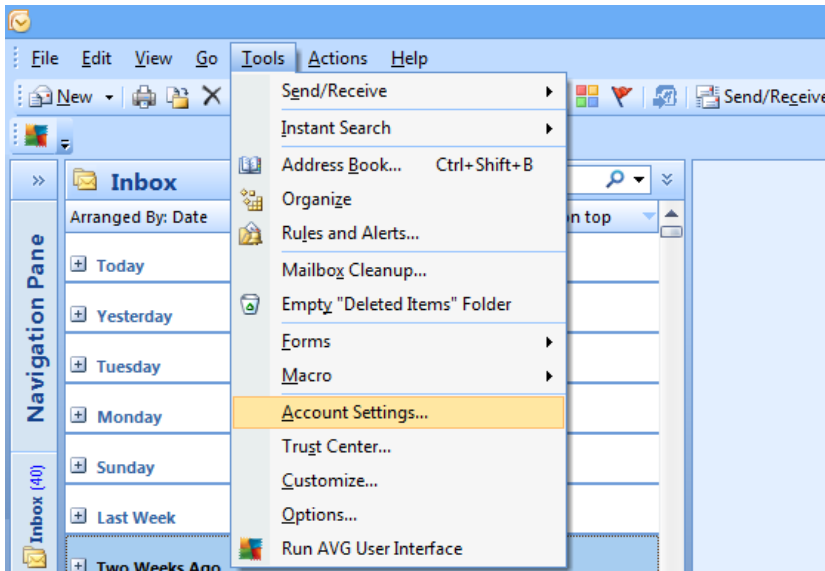 File Edit View Go Tools Actions Help
New Send/Receive
Send/Receive
Instant Search
Address Book... Ctrl+Shift+B
Organize
Rules and Alerts...
Mailbox Cleanup...
Empty "Deleted Items" Folder
Forms
Macro
Account Settings...
Trust Center...
Customize...
Options...
Run AVG User Interface
Inbox
Arranged By: Date on top
Today
Yesterday
Tuesday
Monday
Sunday
Last Week
Two Weeks Ago
Navigation Pane
Inbox (40)